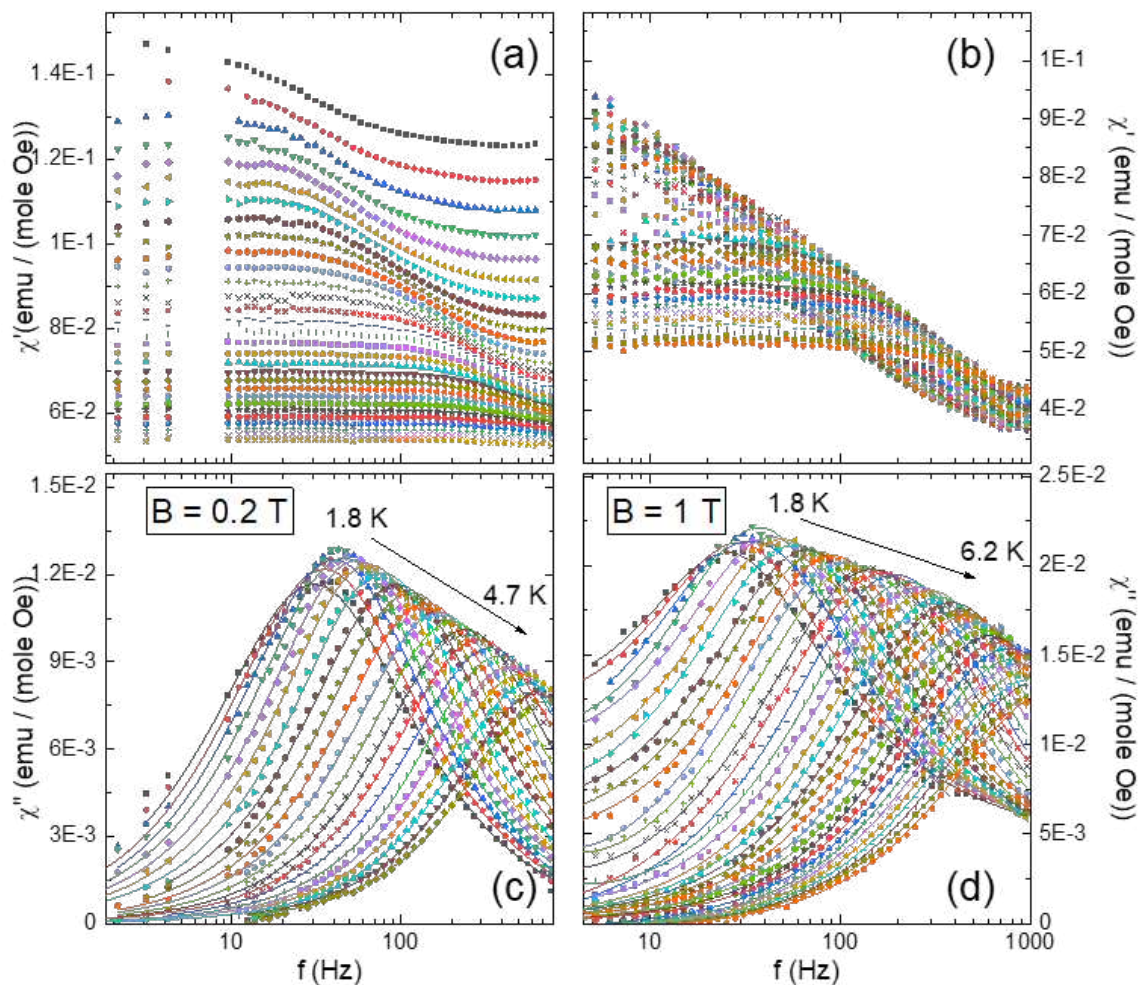 (a)
1.4E-1
1.2E-1
1E-1
8E-2
6E-2
χ'(emu / (mole Oe))
(b)
1E-1
9E-2
8E-2
7E-2
6E-2
5E-2
4E-2
χ' (emu / (mole Oe))
1.5E-2
1.2E-2
9E-3
6E-3
3E-3
0
χ'' (emu / (mole Oe))
B = 0.2 T
1.8 K
4.7 K
(c)
10
100
f (Hz)
B = 1 T
1.8 K
6.2 K
(d)
2.5E-2
2E-2
1.5E-2
1E-2
5E-3
0
χ'' (emu / (mole Oe))
10
100
1000
f (Hz)